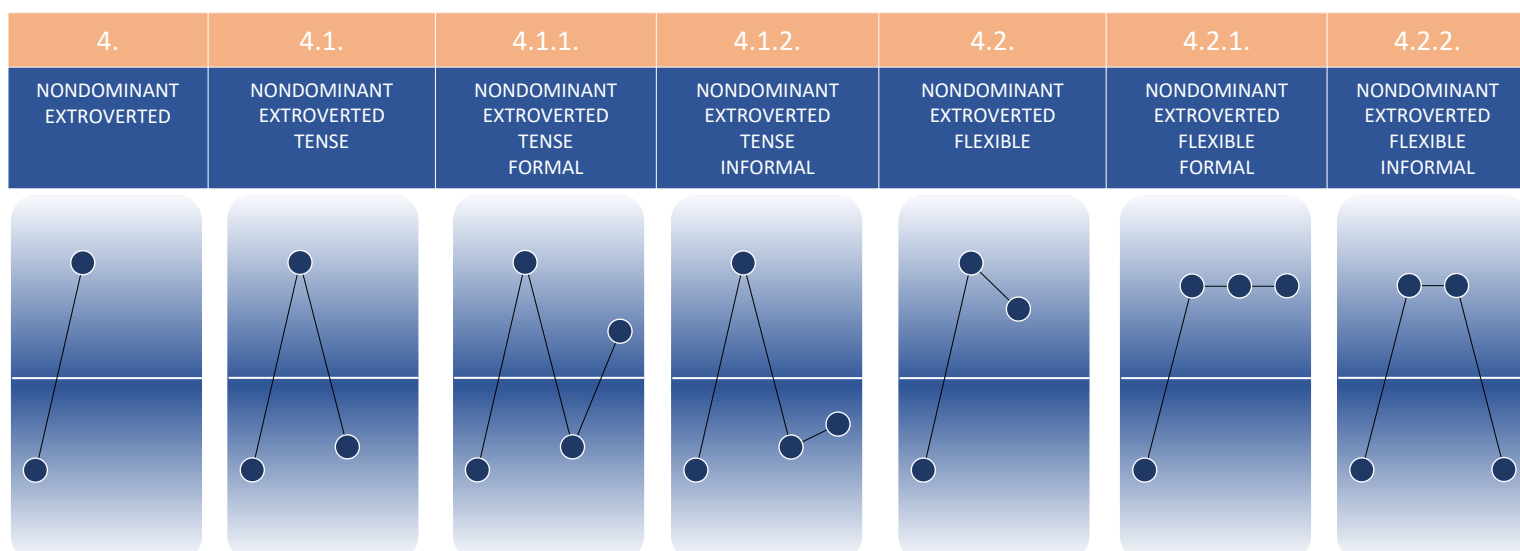 4.
4.1.
4.1.1.
4.1.2.
4.2.
4.2.1.
4.2.2.
NONDOMINANT
EXTROVERTED
NONDOMINANT
EXTROVERTED
TENSE
NONDOMINANT
EXTROVERTED
TENSE
FORMAL
NONDOMINANT
EXTROVERTED
TENSE
INFORMAL
NONDOMINANT
EXTROVERTED
FLEXIBLE
NONDOMINANT
EXTROVERTED
FLEXIBLE
FORMAL
NONDOMINANT
EXTROVERTED
FLEXIBLE
INFORMAL